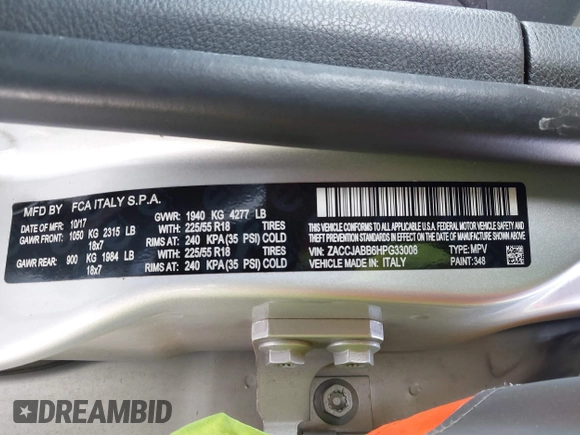 MFD BY FCA ITALY S.P.A.
DATE OF MFR: 10/17 GVWR: 1940 KG 4277 LB
GAWR FRONT: 1050 KG 2315 LB WITH: 225/55 R18 TIRES
18x7 RIMS AT: 240 KPA (35 PSI) COLD
GAWR REAR: 900 KG 1984 LB WITH: 225/55 R18 TIRES
18x7 RIMS AT: 240 KPA (35 PSI) COLD
THIS VEHICLE CONFORMS TO ALL APPLICABLE U.S.A. FEDERAL MOTOR
VEHICLE SAFETY, BUMPER, AND THEFT PREVENTION STANDARDS IN
EFFECT ON THE DATE OF MANUFACTURE SHOWN ABOVE.
VIN: ZACCJABB6HPG33008 TYPE: MPV
VEHICLE MADE IN: ITALY PAINT: 348
DREAMBID